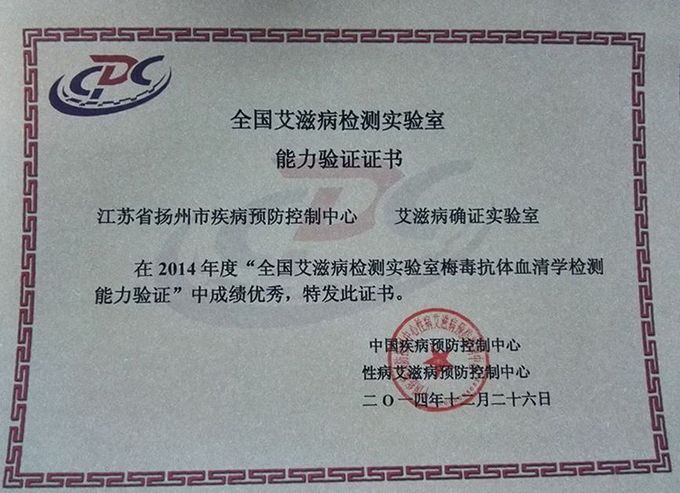 CDC
全国艾滋病检测实验室
能力验证证书
江苏省扬州市疾病预防控制中心 艾滋病确证实验室
在2014年度“全国艾滋病检测实验室梅毒抗体血清学检测
能力验证”中成绩优秀，特发此证书。
中国疾病预防控制中心
性病艾滋病预防控制中心
二〇一四年十二月二十六日